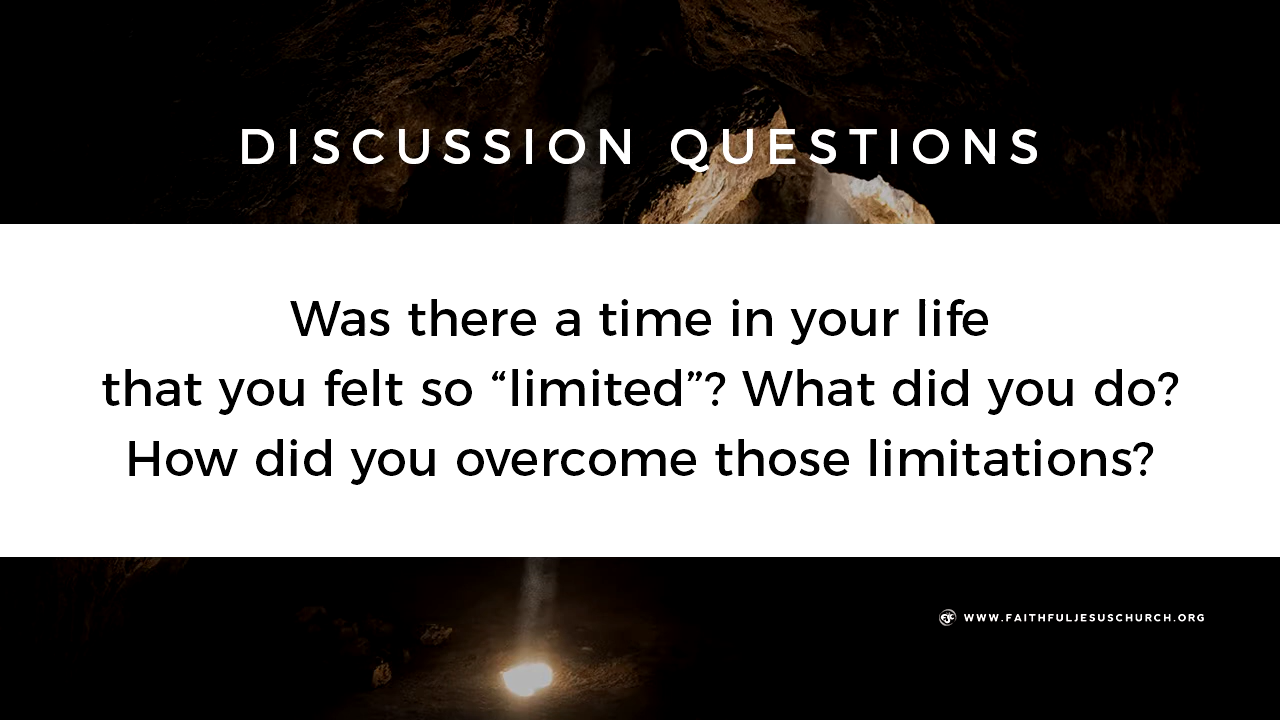 DISCUSSION QUESTIONS
Was there a time in your life
that you felt so “limited”? What did you do?
How did you overcome those limitations?
WWW.FAITHFULJESUSCHURCH.ORG